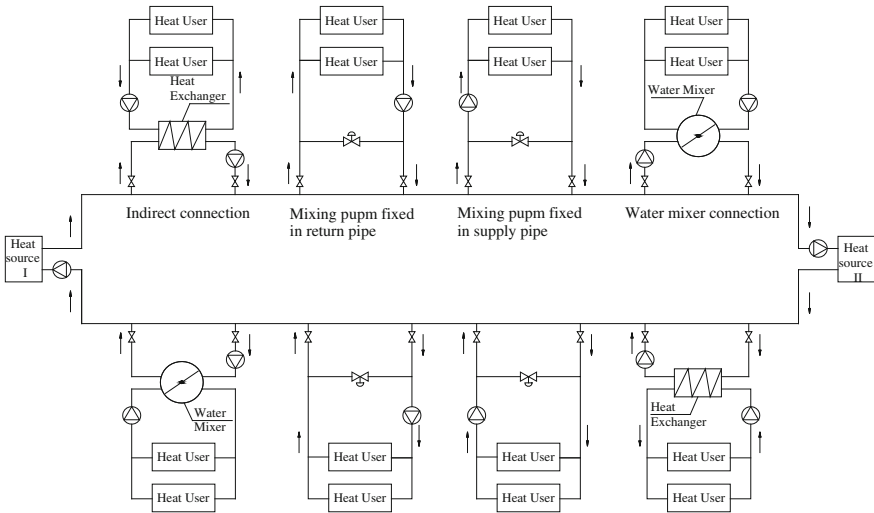 Heat User
Heat User
Heat User
Heat User
Heat User
Heat User
Heat User
Heat User
Heat
Exchanger
Water Mixer
Indirect connection
Mixing pupm fixed
in return pipe
Mixing pupm fixed
in supply pipe
Water mixer connection
Heat
source
I
Heat
source
II
Water
Mixer
Heat
Exchanger
Heat User
Heat User
Heat User
Heat User
Heat User
Heat User
Heat User
Heat User